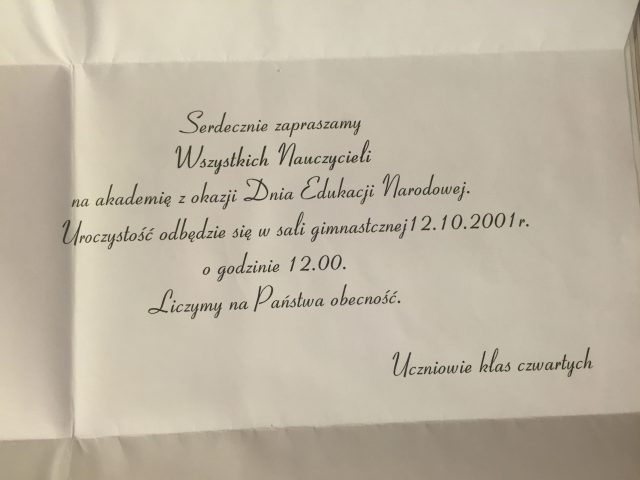 Serdecznie zapraszamy
Wszystkich Nauczycieli
na akademię z okazji Dnia Edukacji Narodowej.
Uroczystość odbędzie się w sali gimnastcznej12.10.2001r.
o godzinie 12.00.
Liczymy na Państwa obecność.
Uczniowie kłas czwartych